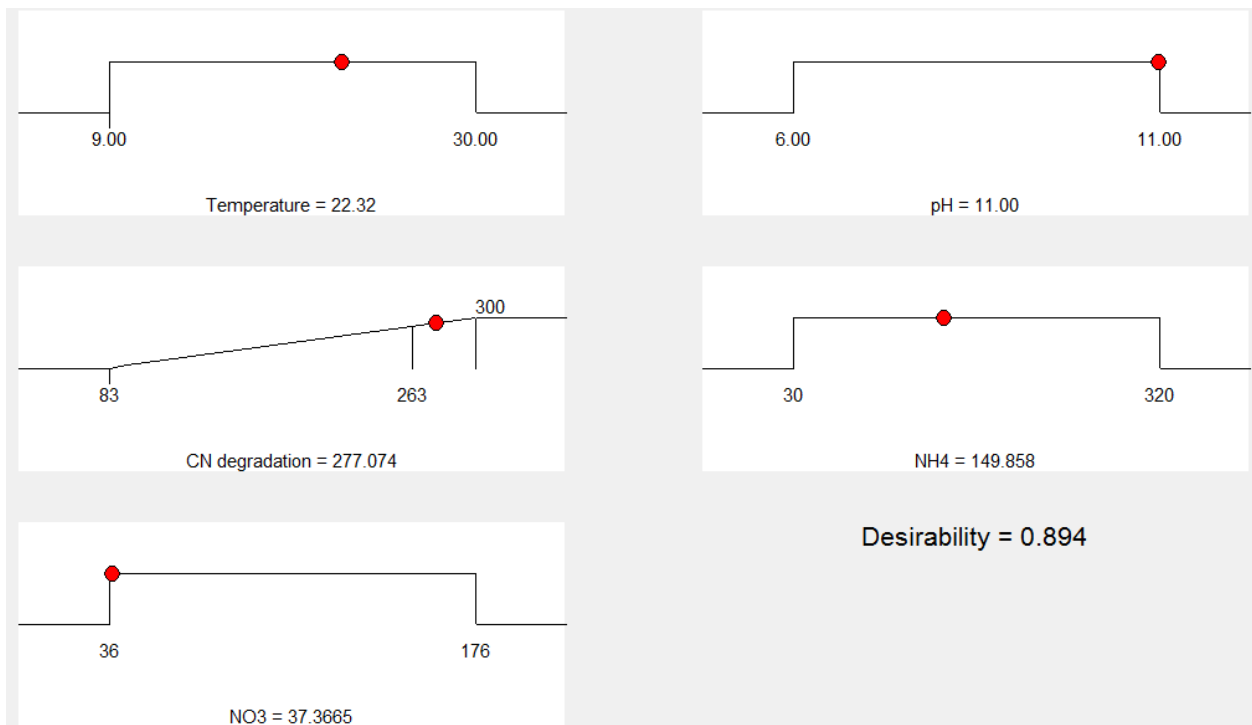 9.00 30.00
Temperature = 22.32
6.00 11.00
pH = 11.00
300
83 263
CN degradation = 277.074
30 320
NH4 = 149.858
36 176
NO3 = 37.3665
Desirability = 0.894